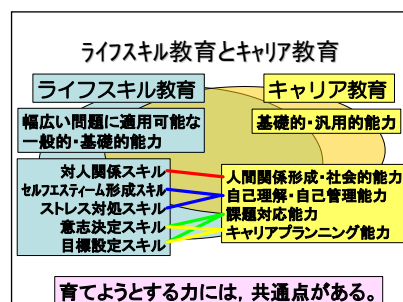 ライフスキル教育とキャリア教育
ライフスキル教育
キャリア教育
幅広い問題に適用可能な
一般的・基礎的能力
基礎的・汎用的能力
対人関係スキル
セルフエスティーム形成スキル
ストレス対処スキル
意志決定スキル
目標設定スキル
人間関係形成・社会的能力
自己理解・自己管理能力
課題対応能力
キャリアプランニング能力
育てようとする力には，共通点がある。